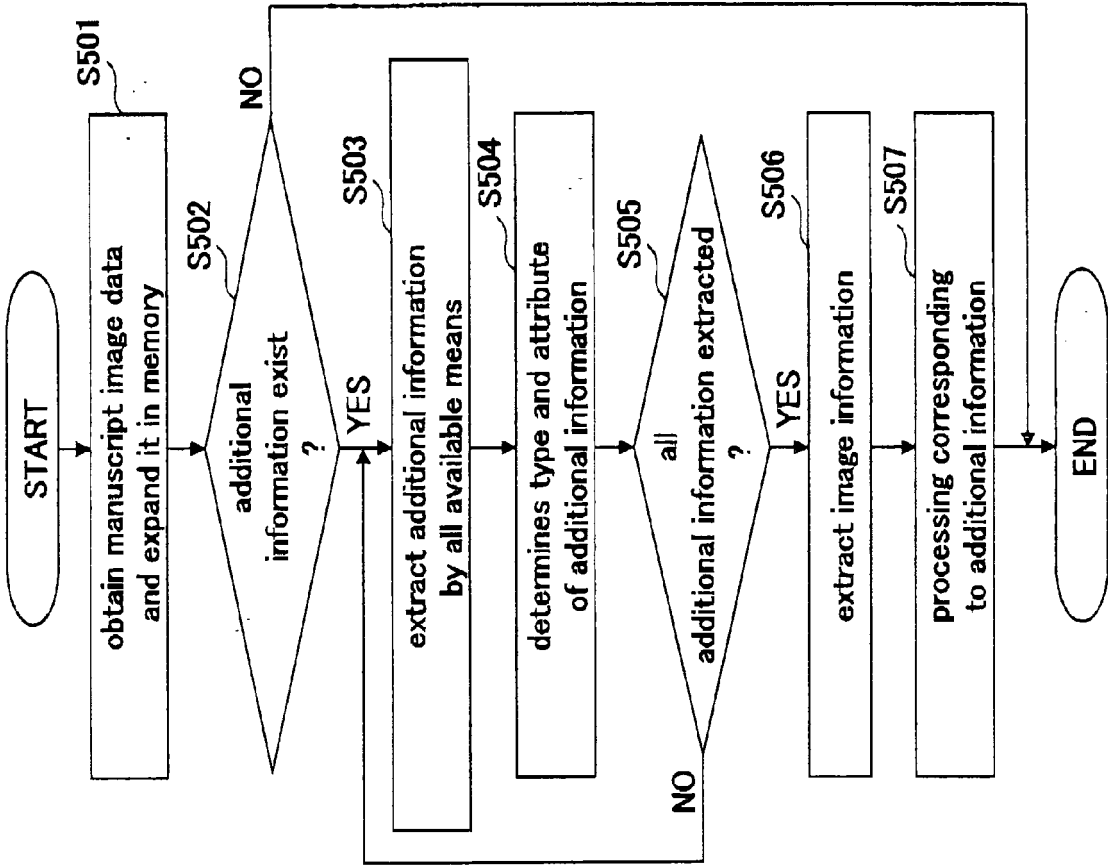 START
S501
obtain manuscript image data
and expand it in memory
S502
additional
information exist
?
NO
YES
S503
extract additional information
by all available means
S504
determines type and attribute
of additional information
S505
all
additional information extracted
?
NO
YES
S506
extract image information
S507
processing corresponding
to additional information
END